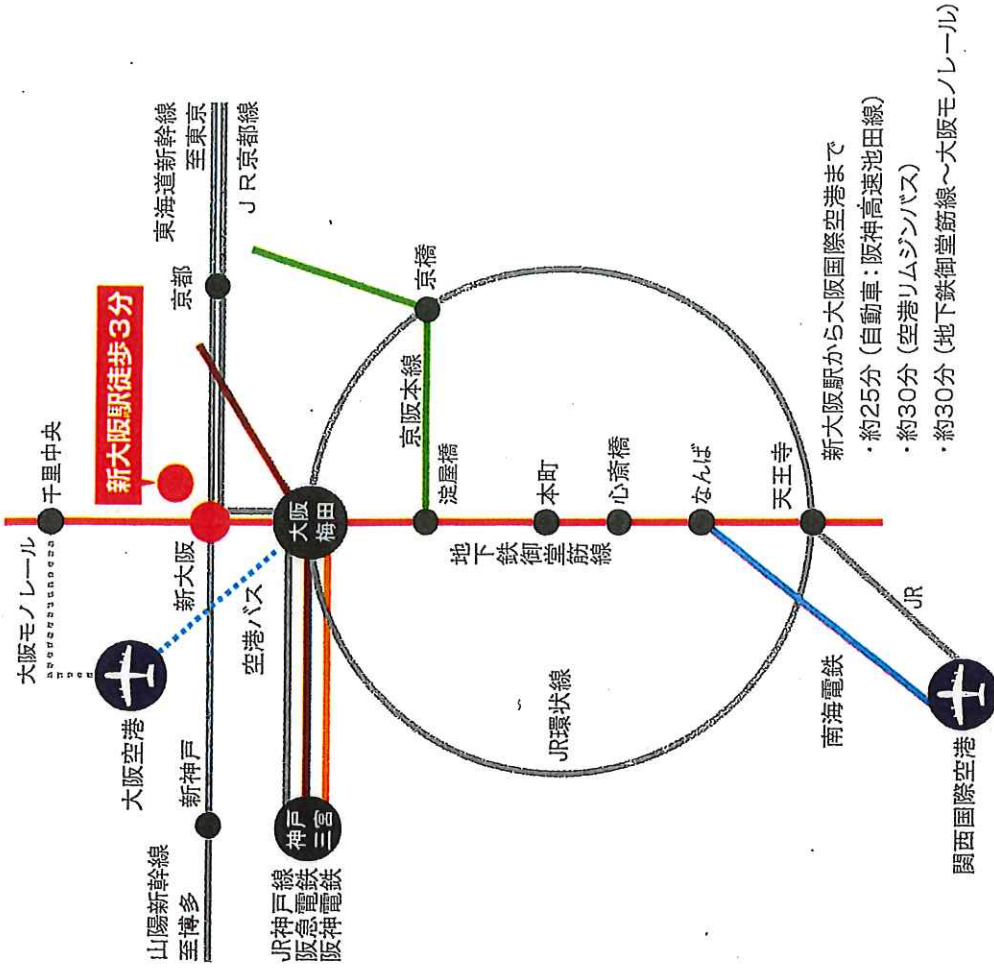 大阪モノレール
千里中央
新大阪駅徒歩3分
大阪空港
東海道新幹線
至東京
JR京都線
京都
山陽新幹線
至博多
新神戸
新大阪
空港バス
大阪
梅田
神戸
三宮
JR神戸線
阪急電鉄
阪神電鉄
京阪本線
京橋
淀屋橋
地下鉄御堂筋線
本町
心斎橋
なんば
JR環状線
天王寺
南海電鉄
JR
関西国際空港
新大阪駅から大阪国際空港まで
・約25分（自動車：阪神高速池田線）
・約30分（空港リムジンバス）
・約30分（地下鉄御堂筋線～大阪モノレール）